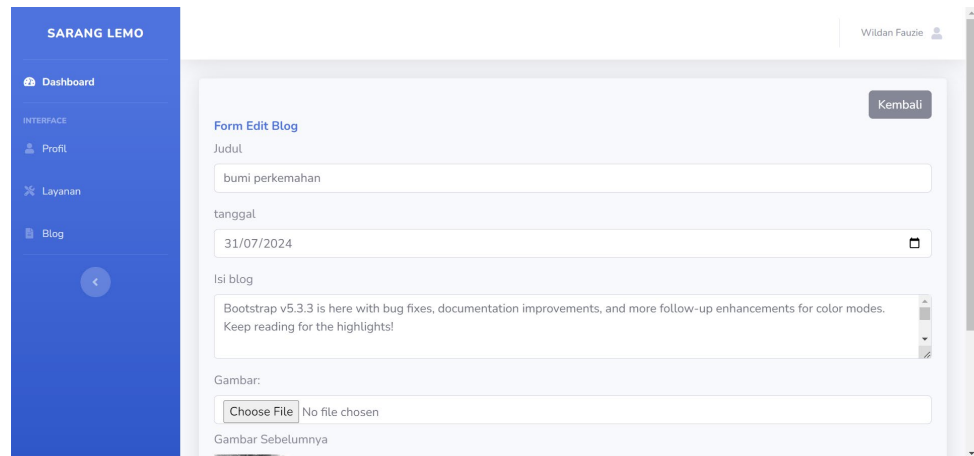 SARANG LEMO
Wildan Fauzie
Dashboard
INTERFACE
Profil
Layanan
Blog
Kembali
Form Edit Blog
Judul
bumi perkemahan
tanggal
31/07/2024
Isi blog
Bootstrap v5.3.3 is here with bug fixes, documentation improvements, and more follow-up enhancements for color modes.
Keep reading for the highlights!
Gambar:
Choose File No file chosen
Gambar Sebelumnya